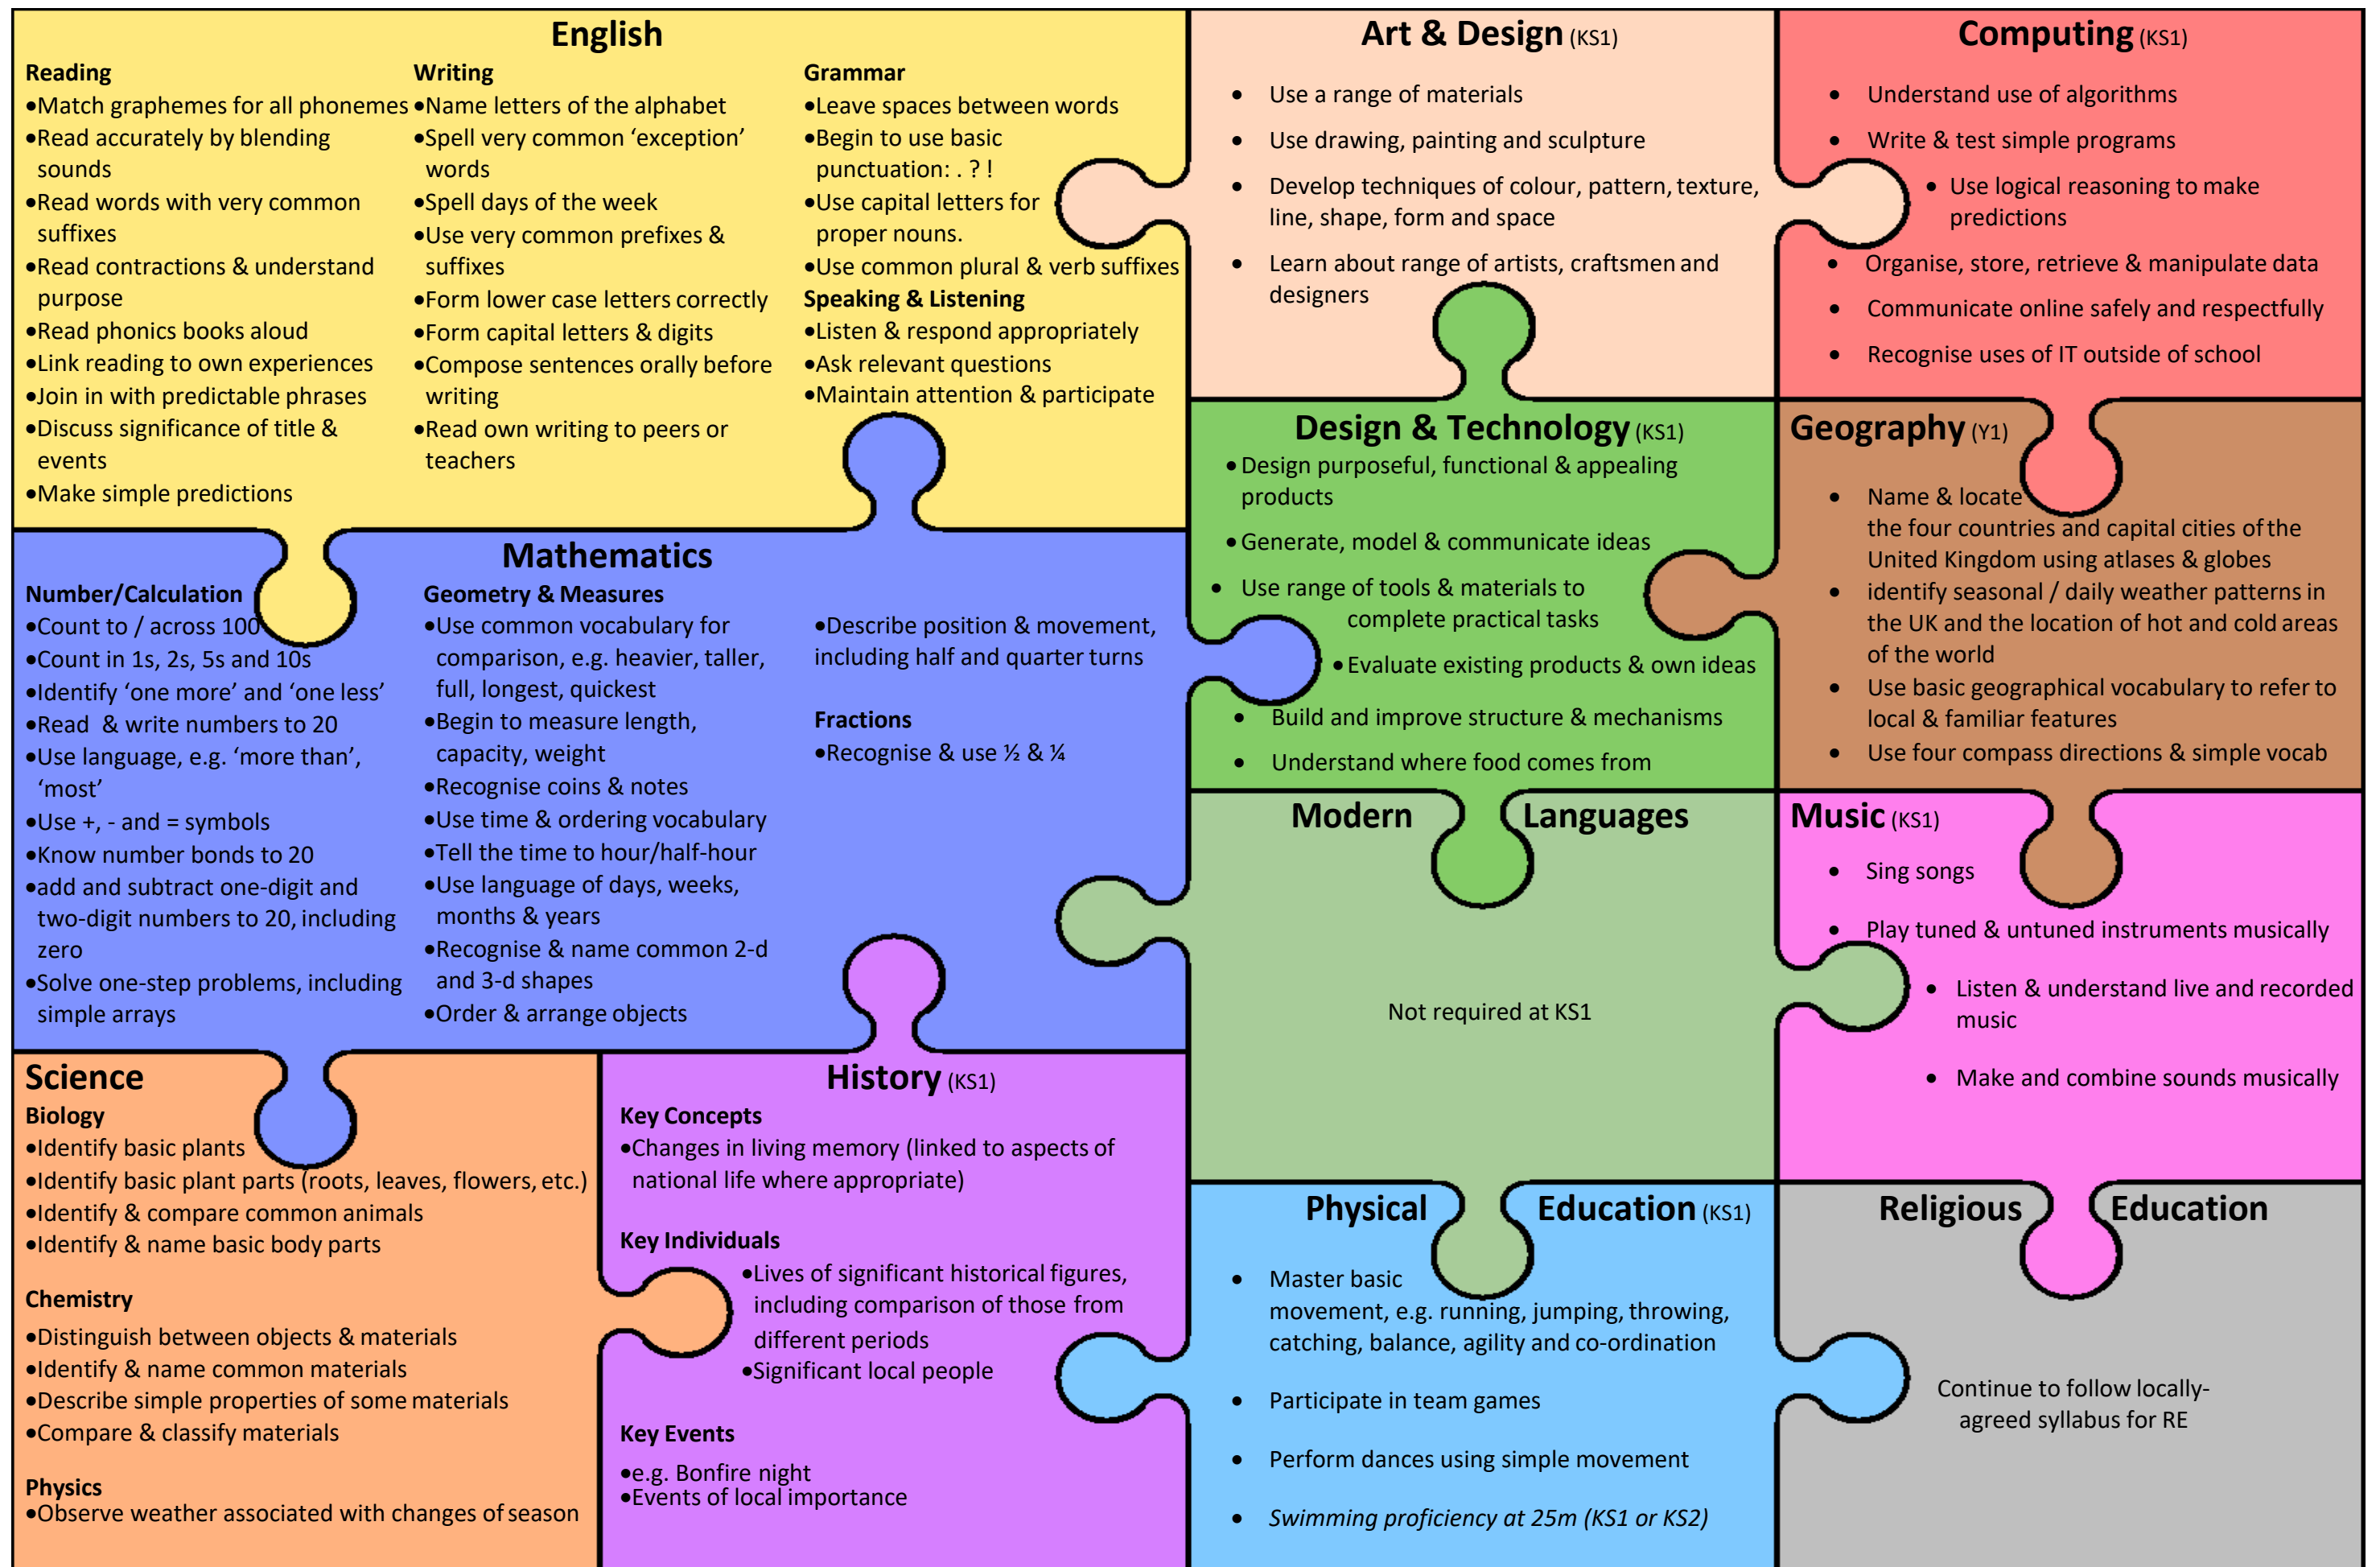 English
Reading
•Match graphemes for all phonemes
•Read accurately by blending
sounds
•Read words with very common
suffixes
•Read contractions & understand
purpose
•Read phonics books aloud
•Link reading to own experiences
•Join in with predictable phrases
•Discuss significance of title &
events
•Make simple predictions
Writing
•Name letters of the alphabet
•Spell very common ‘exception’
words
•Spell days of the week
•Use very common prefixes &
suffixes
•Form lower case letters correctly
•Form capital letters & digits
•Compose sentences orally before
writing
•Read own writing to peers or
teachers
Grammar
•Leave spaces between words
•Begin to use basic
punctuation: . ? !
•Use capital letters for
proper nouns.
•Use common plural & verb suffixes
Speaking & Listening
•Listen & respond appropriately
•Ask relevant questions
•Maintain attention & participate
Art & Design (KS1)
• Use a range of materials
• Use drawing, painting and sculpture
• Develop techniques of colour, pattern, texture,
line, shape, form and space
• Learn about range of artists, craftsmen and
designers
Computing (KS1)
• Understand use of algorithms
• Write & test simple programs
• Use logical reasoning to make
predictions
• Organise, store, retrieve & manipulate data
• Communicate online safely and respectfully
• Recognise uses of IT outside of school
Mathematics
Number/Calculation
•Count to / across 100
•Count in 1s, 2s, 5s and 10s
•Identify ‘one more’ and ‘one less’
•Read & write numbers to 20
•Use language, e.g. ‘more than’,
‘most’
•Use +, - and = symbols
•Know number bonds to 20
•add and subtract one-digit and
two-digit numbers to 20, including
zero
•Solve one-step problems, including
simple arrays
Geometry & Measures
•Use common vocabulary for
comparison, e.g. heavier, taller,
full, longest, quickest
•Begin to measure length,
capacity, weight
•Recognise coins & notes
•Use time & ordering vocabulary
•Tell the time to hour/half-hour
•Use language of days, weeks,
months & years
•Recognise & name common 2-d
and 3-d shapes
•Order & arrange objects
•Describe position & movement,
including half and quarter turns
Fractions
•Recognise & use ½ & ¼
Design & Technology (KS1)
• Design purposeful, functional & appealing
products
• Generate, model & communicate ideas
• Use range of tools & materials to
complete practical tasks
• Evaluate existing products & own ideas
• Build and improve structure & mechanisms
• Understand where food comes from
Geography (Y1)
• Name & locate
the four countries and capital cities of the
United Kingdom using atlases & globes
• identify seasonal / daily weather patterns in
the UK and the location of hot and cold areas
of the world
• Use basic geographical vocabulary to refer to
local & familiar features
• Use four compass directions & simple vocab
Modern Languages
Not required at KS1
Music (KS1)
• Sing songs
• Play tuned & untuned instruments musically
• Listen & understand live and recorded
music
• Make and combine sounds musically
Science
Biology
•Identify basic plants
•Identify basic plant parts (roots, leaves, flowers, etc.)
•Identify & compare common animals
•Identify & name basic body parts
Chemistry
•Distinguish between objects & materials
•Identify & name common materials
•Describe simple properties of some materials
•Compare & classify materials
Physics
•Observe weather associated with changes of season
History (KS1)
Key Concepts
•Changes in living memory (linked to aspects of
national life where appropriate)
Key Individuals
•Lives of significant historical figures,
including comparison of those from
different periods
•Significant local people
Key Events
•e.g. Bonfire night
•Events of local importance
Physical Education (KS1)
• Master basic
movement, e.g. running, jumping, throwing,
catching, balance, agility and co-ordination
• Participate in team games
• Perform dances using simple movement
• Swimming proficiency at 25m (KS1 or KS2)
Religious Education
Continue to follow locally-
agreed syllabus for RE